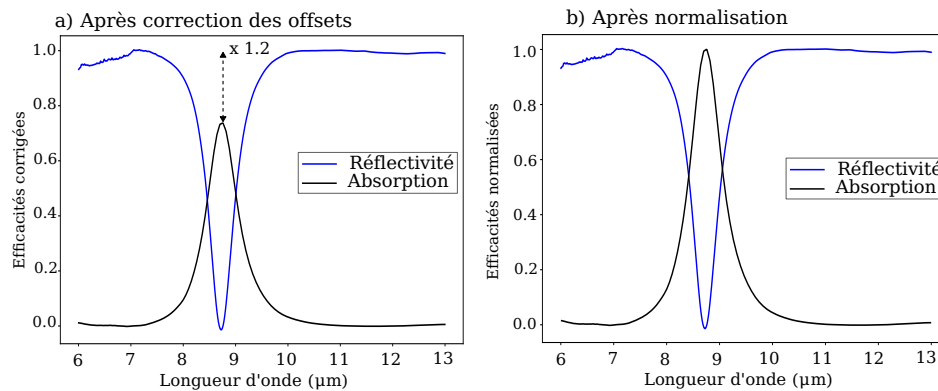 a) Après correction des offsets
x 1.2
1.0
0.8
0.6
0.4
0.2
0.0
Efficacités corrigées
Réflectivité
Absorption
6 7 8 9 10 11 12 13
Longueur d'onde (µm)
b) Après normalisation
1.0
0.8
0.6
0.4
0.2
0.0
Efficacités normalisées
Réflectivité
Absorption
6 7 8 9 10 11 12 13
Longueur d'onde (µm)